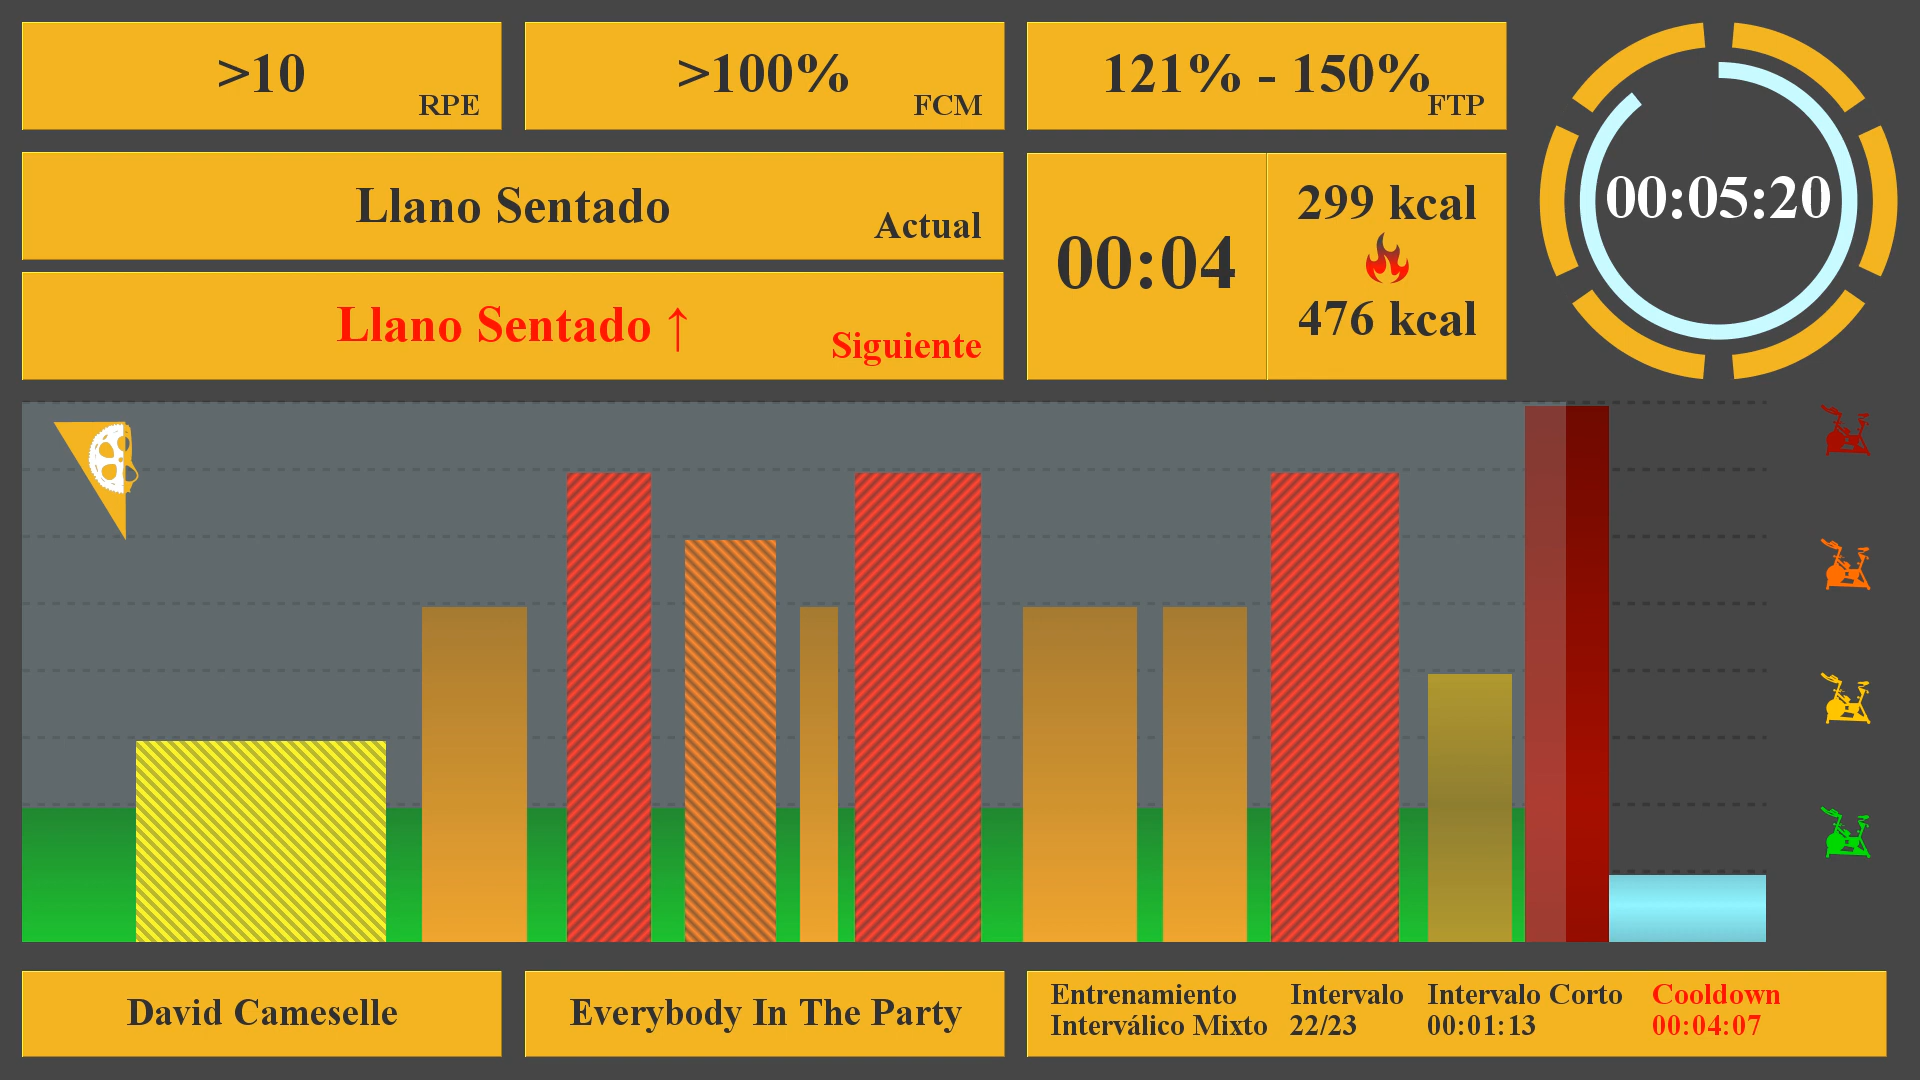 >10
RPE
>100%
FCM
121% - 150%
FTP
00:05:20
Llano Sentado
Actual
Llano Sentado ↑
Siguiente
00:04
299 kcal
476 kcal
David Cameselle
Everybody In The Party
Entrenamiento
Interválico Mixto
Intervalo
22/23
Intervalo Corto
00:01:13
Cooldown
00:04:07